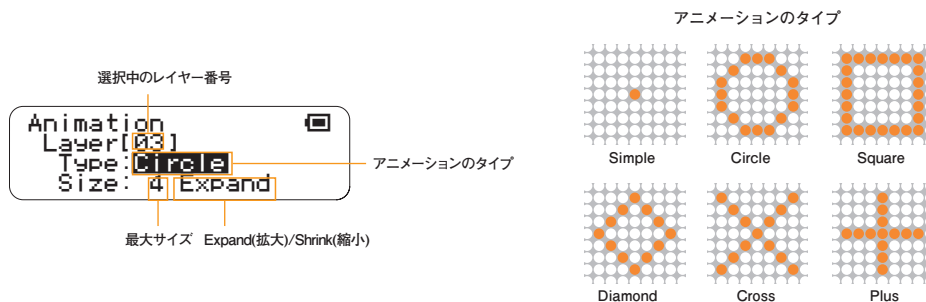 選択中のレイヤー番号
Animation
Layer[03]
Type:Circle
Size: 4 Expand
アニメーションのタイプ
最大サイズ Expand(拡大)/Shrink(縮小)
アニメーションのタイプ
Simple Circle Square
Diamond Cross Plus